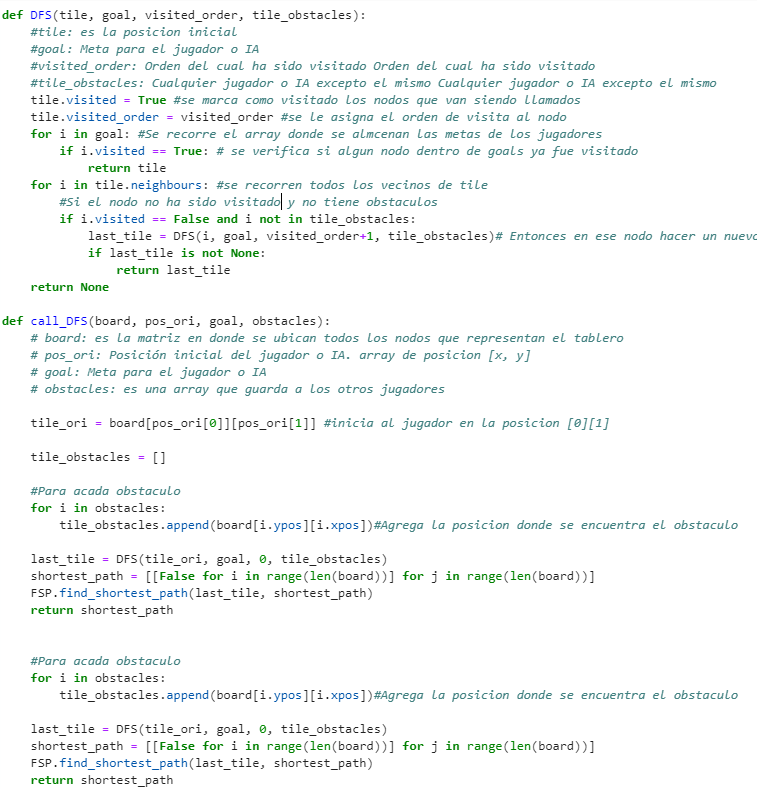 def DFS(tile, goal, visited_order, tile_obstacles):
    #tile: es la posicion inicial
    #goal: Meta para el jugador o IA
    #visited_order: Orden del cual ha sido visitado Orden del cual ha sido visitado
    #tile_obstacles: Cualquier jugador o IA excepto el mismo Cualquier jugador o IA excepto el mismo
    tile.visited = True #se marca como visitado los nodos que van siendo llamados
    tile.visited_order = visited_order #se le asigna el orden de visita al nodo
    for i in goal: #Se recorre el array donde se almcenan las metas de los jugadores
        if i.visited == True: # se verifica si algun nodo dentro de goals ya fue visitado
            return tile
    for i in tile.neighbours: #se recorren todos los vecinos de tile
        #Si el nodo no ha sido visitado y no tiene obstaculos
        if i.visited == False and i not in tile_obstacles:
            last_tile = DFS(i, goal, visited_order+1, tile_obstacles)# Entonces en ese nodo hacer un nuevo
            if last_tile is not None:
                return last_tile
    return None
def call_DFS(board, pos_ori, goal, obstacles):
    # board: es la matriz en donde se ubican todos los nodos que representan el tablero
    # pos_ori: Posición inicial del jugador o IA. array de posicion [x, y]
    # goal: Meta para el jugador o IA
    # obstacles: es una array que guarda a los otros jugadores
    tile_ori = board[pos_ori[0]][pos_ori[1]] #inicia al jugador en la posicion [0][1]
    tile_obstacles = []
    #Para acada obstaculo
    for i in obstacles:
        tile_obstacles.append(board[i.ypos][i.xpos])#Agrega la posicion donde se encuentra el obstaculo
    last_tile = DFS(tile_ori, goal, 0, tile_obstacles)
    shortest_path = [[False for i in range(len(board))] for j in range(len(board))]
    FSP.find_shortest_path(last_tile, shortest_path)
    return shortest_path
    #Para acada obstaculo
    for i in obstacles:
        tile_obstacles.append(board[i.ypos][i.xpos])#Agrega la posicion donde se encuentra el obstaculo
    last_tile = DFS(tile_ori, goal, 0, tile_obstacles)
    shortest_path = [[False for i in range(len(board))] for j in range(len(board))]
    FSP.find_shortest_path(last_tile, shortest_path)
    return shortest_path